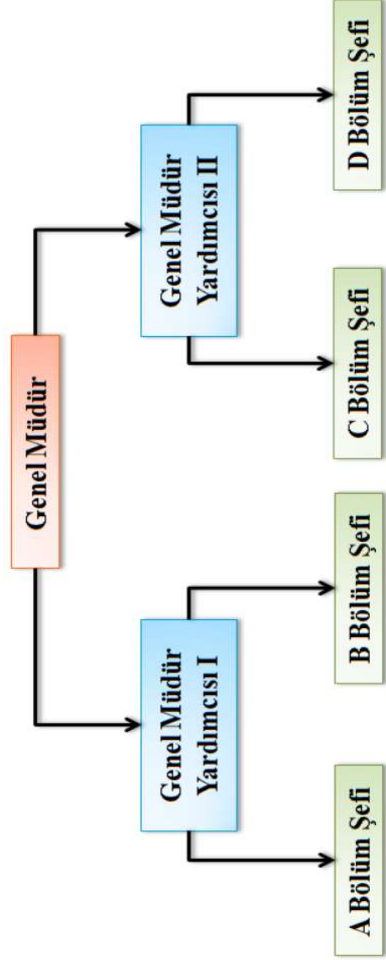 Genel Müdür
Genel Müdür
Yardımcısı I
Genel Müdür
Yardımcısı II
A Bölüm Şefi
B Bölüm Şefi
C Bölüm Şefi
D Bölüm Şefi